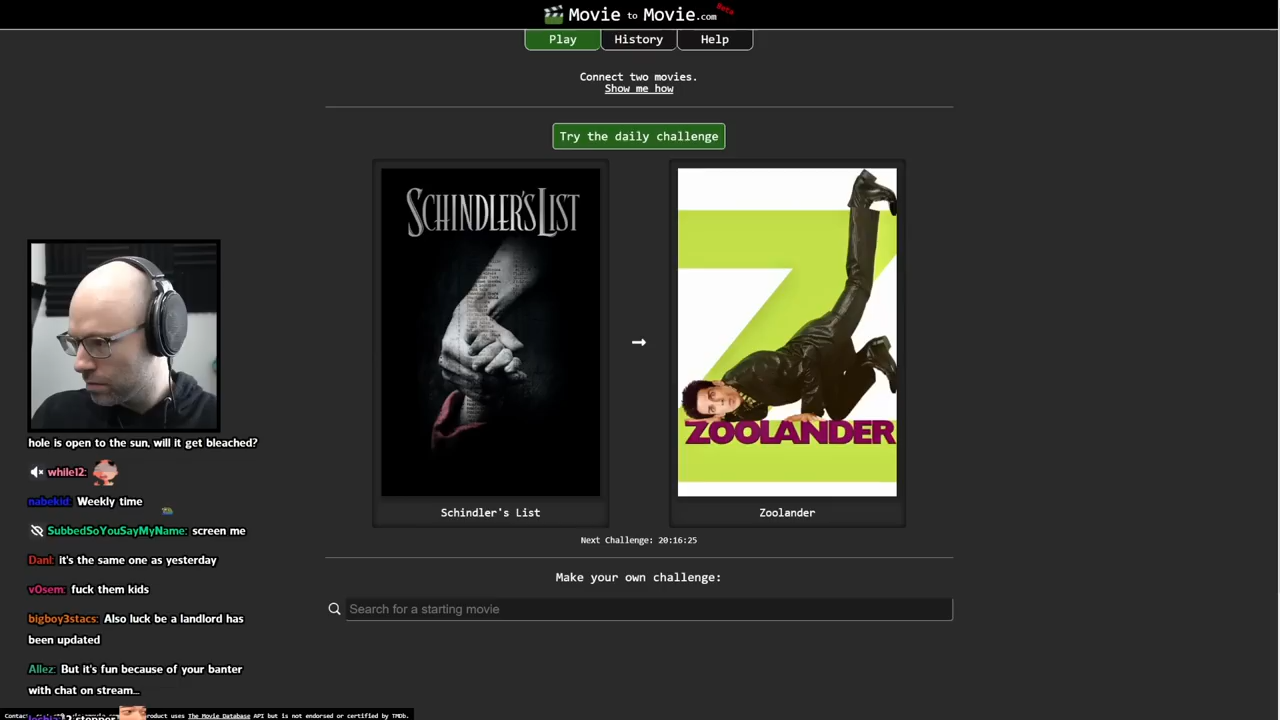 Movie to Movie.com Beta
Play History Help
Connect two movies.
Show me how
Try the daily challenge
SCHINDLER'S LIST
ZOOLANDER
Schindler's List
Zoolander
Next Challenge: 20:16:25
Make your own challenge:
Search for a starting movie
hole is open to the sun, will it get bleached?
while12:
nabekid: Weekly time
SubbedSoYouSayMyName: screen me
Danl: it's the same one as yesterday
v0sem: fuck them kids
bigboy3stacs: Also luck be a landlord has
been updated
Allez: But it's fun because of your banter
with chat on stream…
2 stepper
Contact
product uses The Movie Database API but is not endorsed or certified by TMDb.